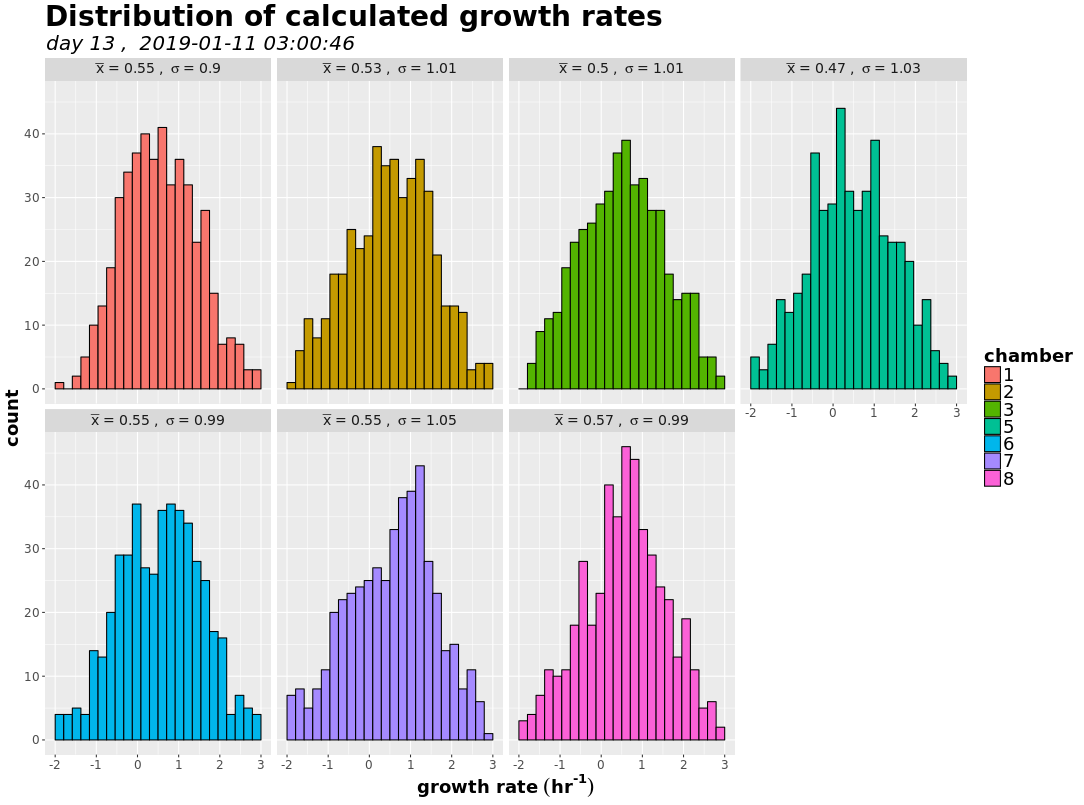 Distribution of calculated growth rates
day 13 ,  2019-01-11 03:00:46
x̅ = 0.55 ,  σ = 0.9
x̅ = 0.53 ,  σ = 1.01
x̅ = 0.5 ,  σ = 1.01
x̅ = 0.47 ,  σ = 1.03
40
30
20
10
0
-2 -1 0 1 2 3
x̅ = 0.55 ,  σ = 0.99
x̅ = 0.55 ,  σ = 1.05
x̅ = 0.57 ,  σ = 0.99
40
30
20
10
0
-2 -1 0 1 2 3
-2 -1 0 1 2 3
-2 -1 0 1 2 3
count
growth rate (hr⁻¹)
chamber
1
2
3
5
6
7
8